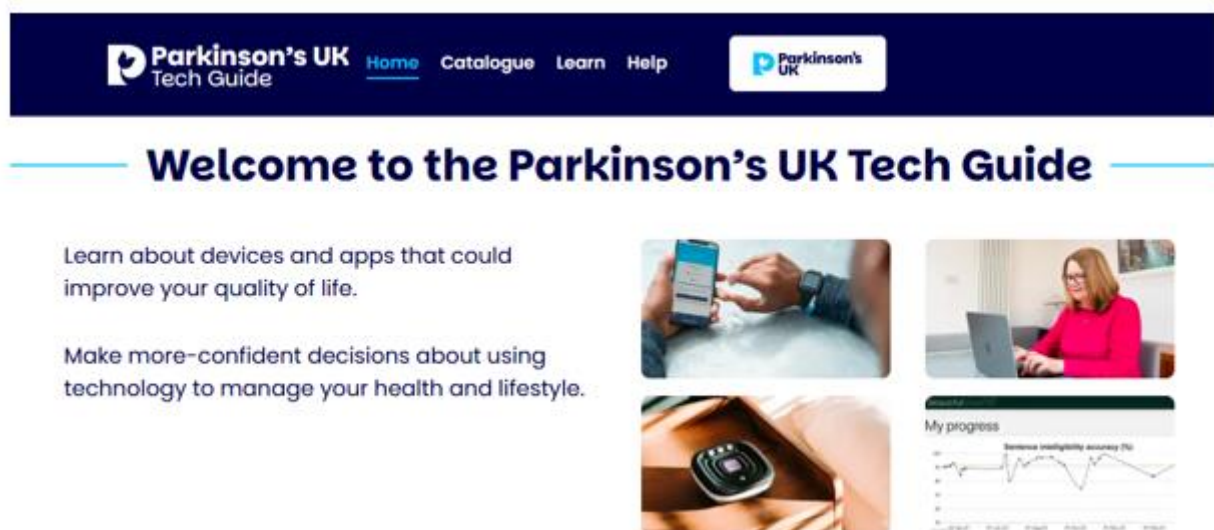 Parkinson's UK
Tech Guide
Home Catalogue Learn Help
Parkinson's
UK
Welcome to the Parkinson's UK Tech Guide
Learn about devices and apps that could
improve your quality of life.
Make more-confident decisions about using
technology to manage your health and lifestyle.
My progress
Sentence intelligibility accuracy (%)